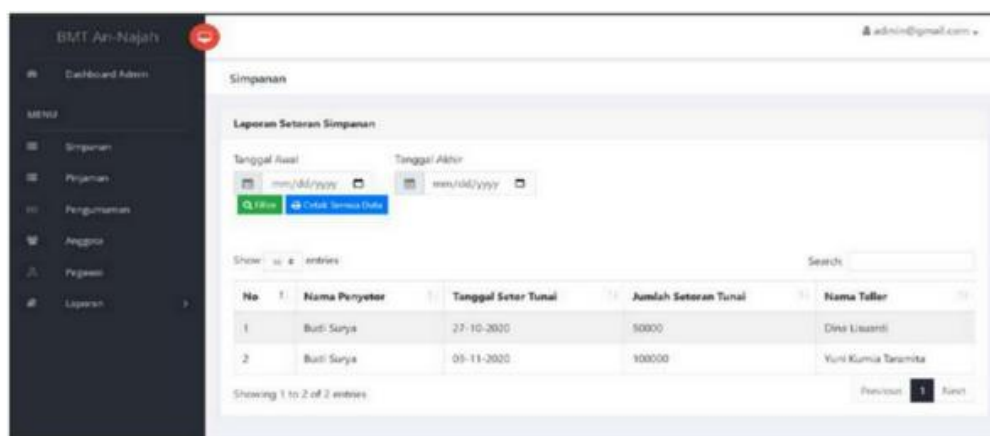 BMT An-Najah
admin@gmail.com
Dashboard Admin
Simpanan
MENU
Laporan Setoran Simpanan
Simpanan
Pinjaman
Pengumuman
Anggota
Pegawai
Laporan
Tanggal Awal Tanggal Akhir
mm/dd/yyyy mm/dd/yyyy
Filter Cetak Semua Data
Show 10 entries Search:
No Nama Penyetor Tanggal Setor Tunai Jumlah Setoran Tunai Nama Teller
1 Budi Surya 27-10-2020 50000 Dina Lisuanti
2 Budi Surya 03-11-2020 100000 Yuni Kurnia Taramita
Showing 1 to 2 of 2 entries Previous 1 Next